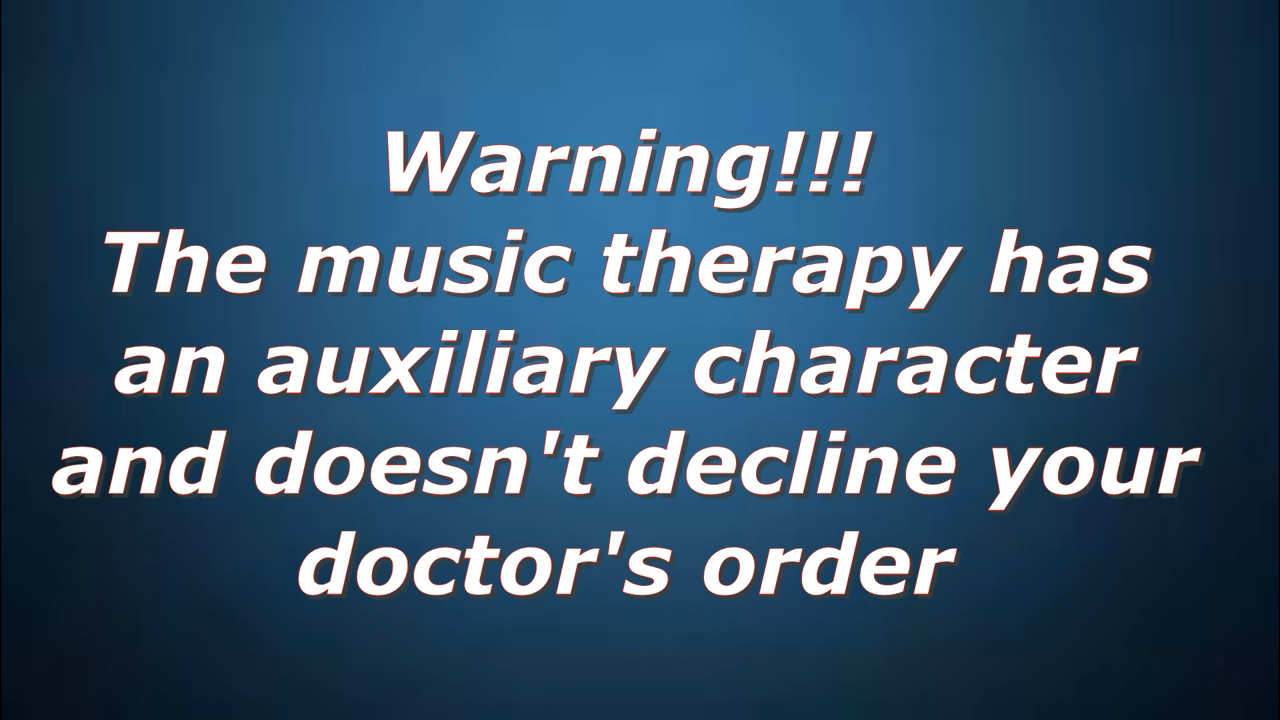 Warning!!!
The music therapy has
an auxiliary character
and doesn't decline your
doctor's order